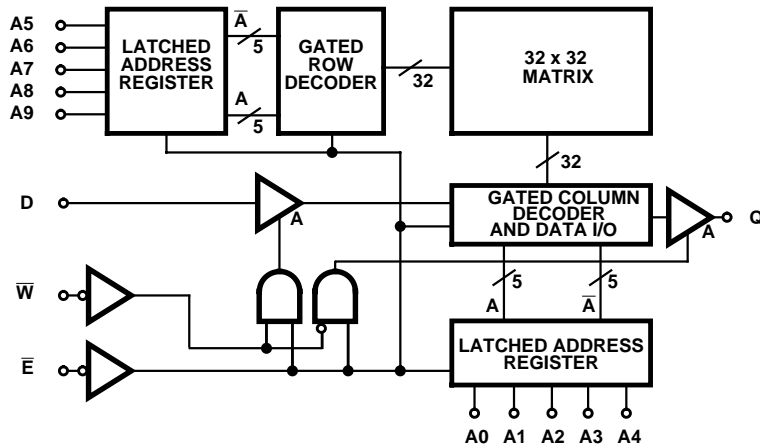 A5
A6
A7
A8
A9
LATCHED
ADDRESS
REGISTER
A̅
5
A
5
GATED
ROW
DECODER
32
32 x 32
MATRIX
32
D
A
GATED COLUMN
DECODER
AND DATA I/O
A
Q
W̅
5
A
5
A̅
E̅
LATCHED ADDRESS
REGISTER
A0 A1 A2 A3 A4